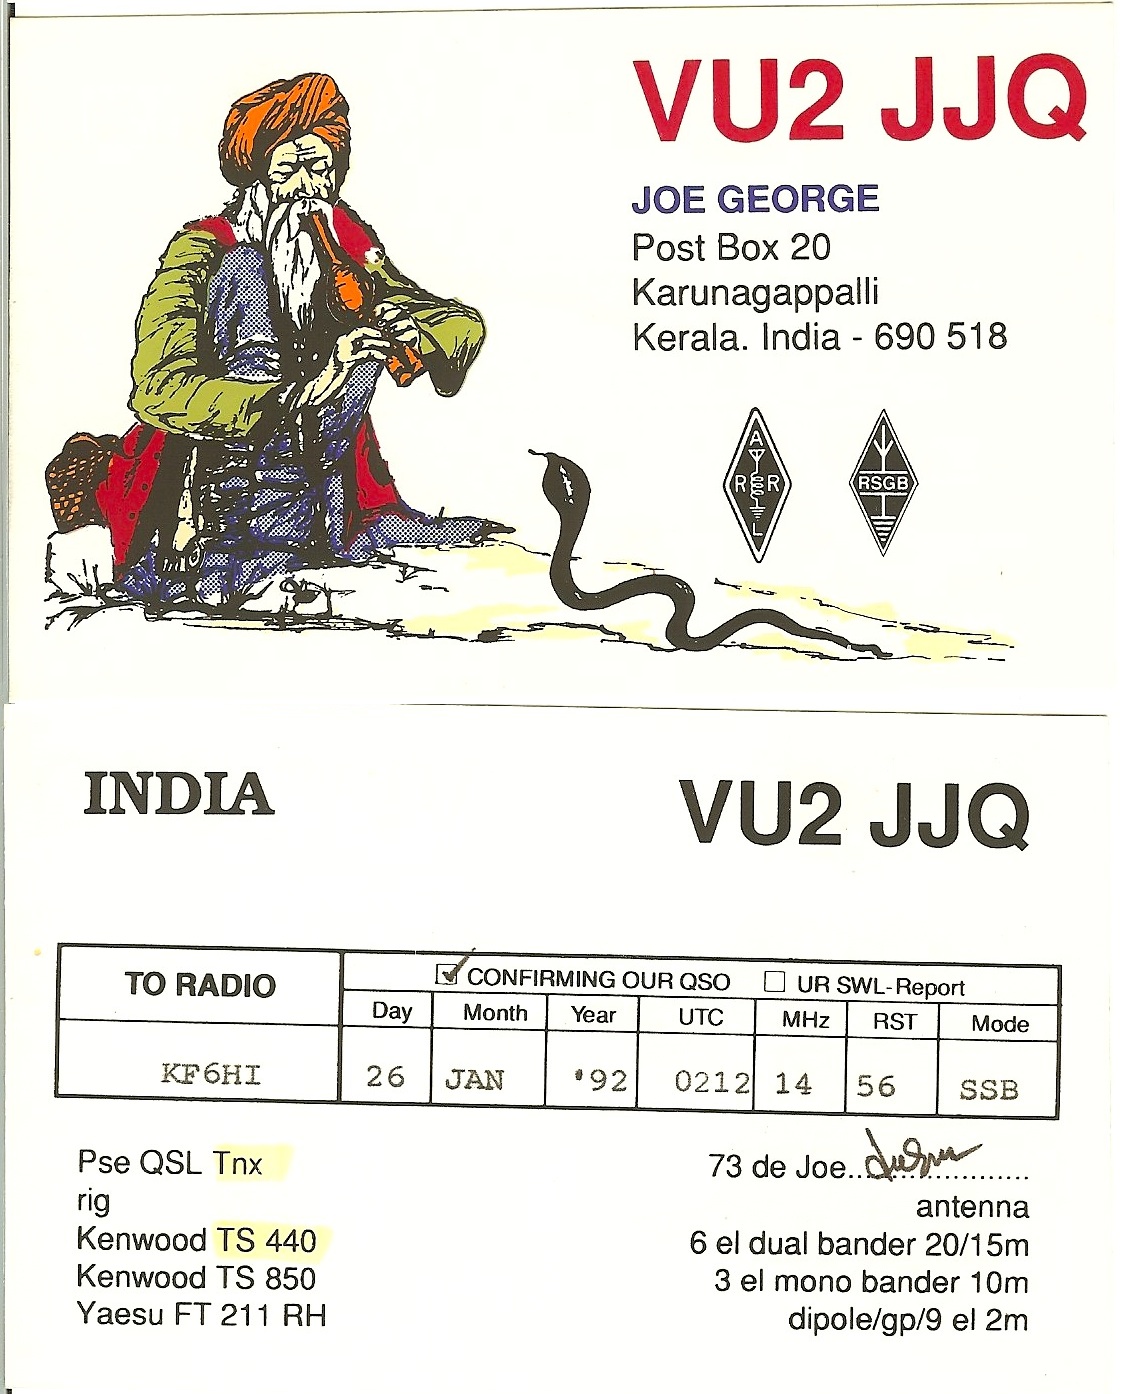 VU2 JJQ
JOE GEORGE
Post Box 20
Karunagappalli
Kerala. India - 690 518
A
R R
L
RSGB
INDIA
VU2 JJQ
TO RADIO
CONFIRMING OUR QSO UR SWL-Report
Day Month Year UTC MHz RST Mode
KF6HI 26 JAN '92 0212 14 56 SSB
Pse QSL Tnx
73 de Joe
rig
antenna
Kenwood TS 440
6 el dual bander 20/15m
Kenwood TS 850
3 el mono bander 10m
Yaesu FT 211 RH
dipole/gp/9 el 2m